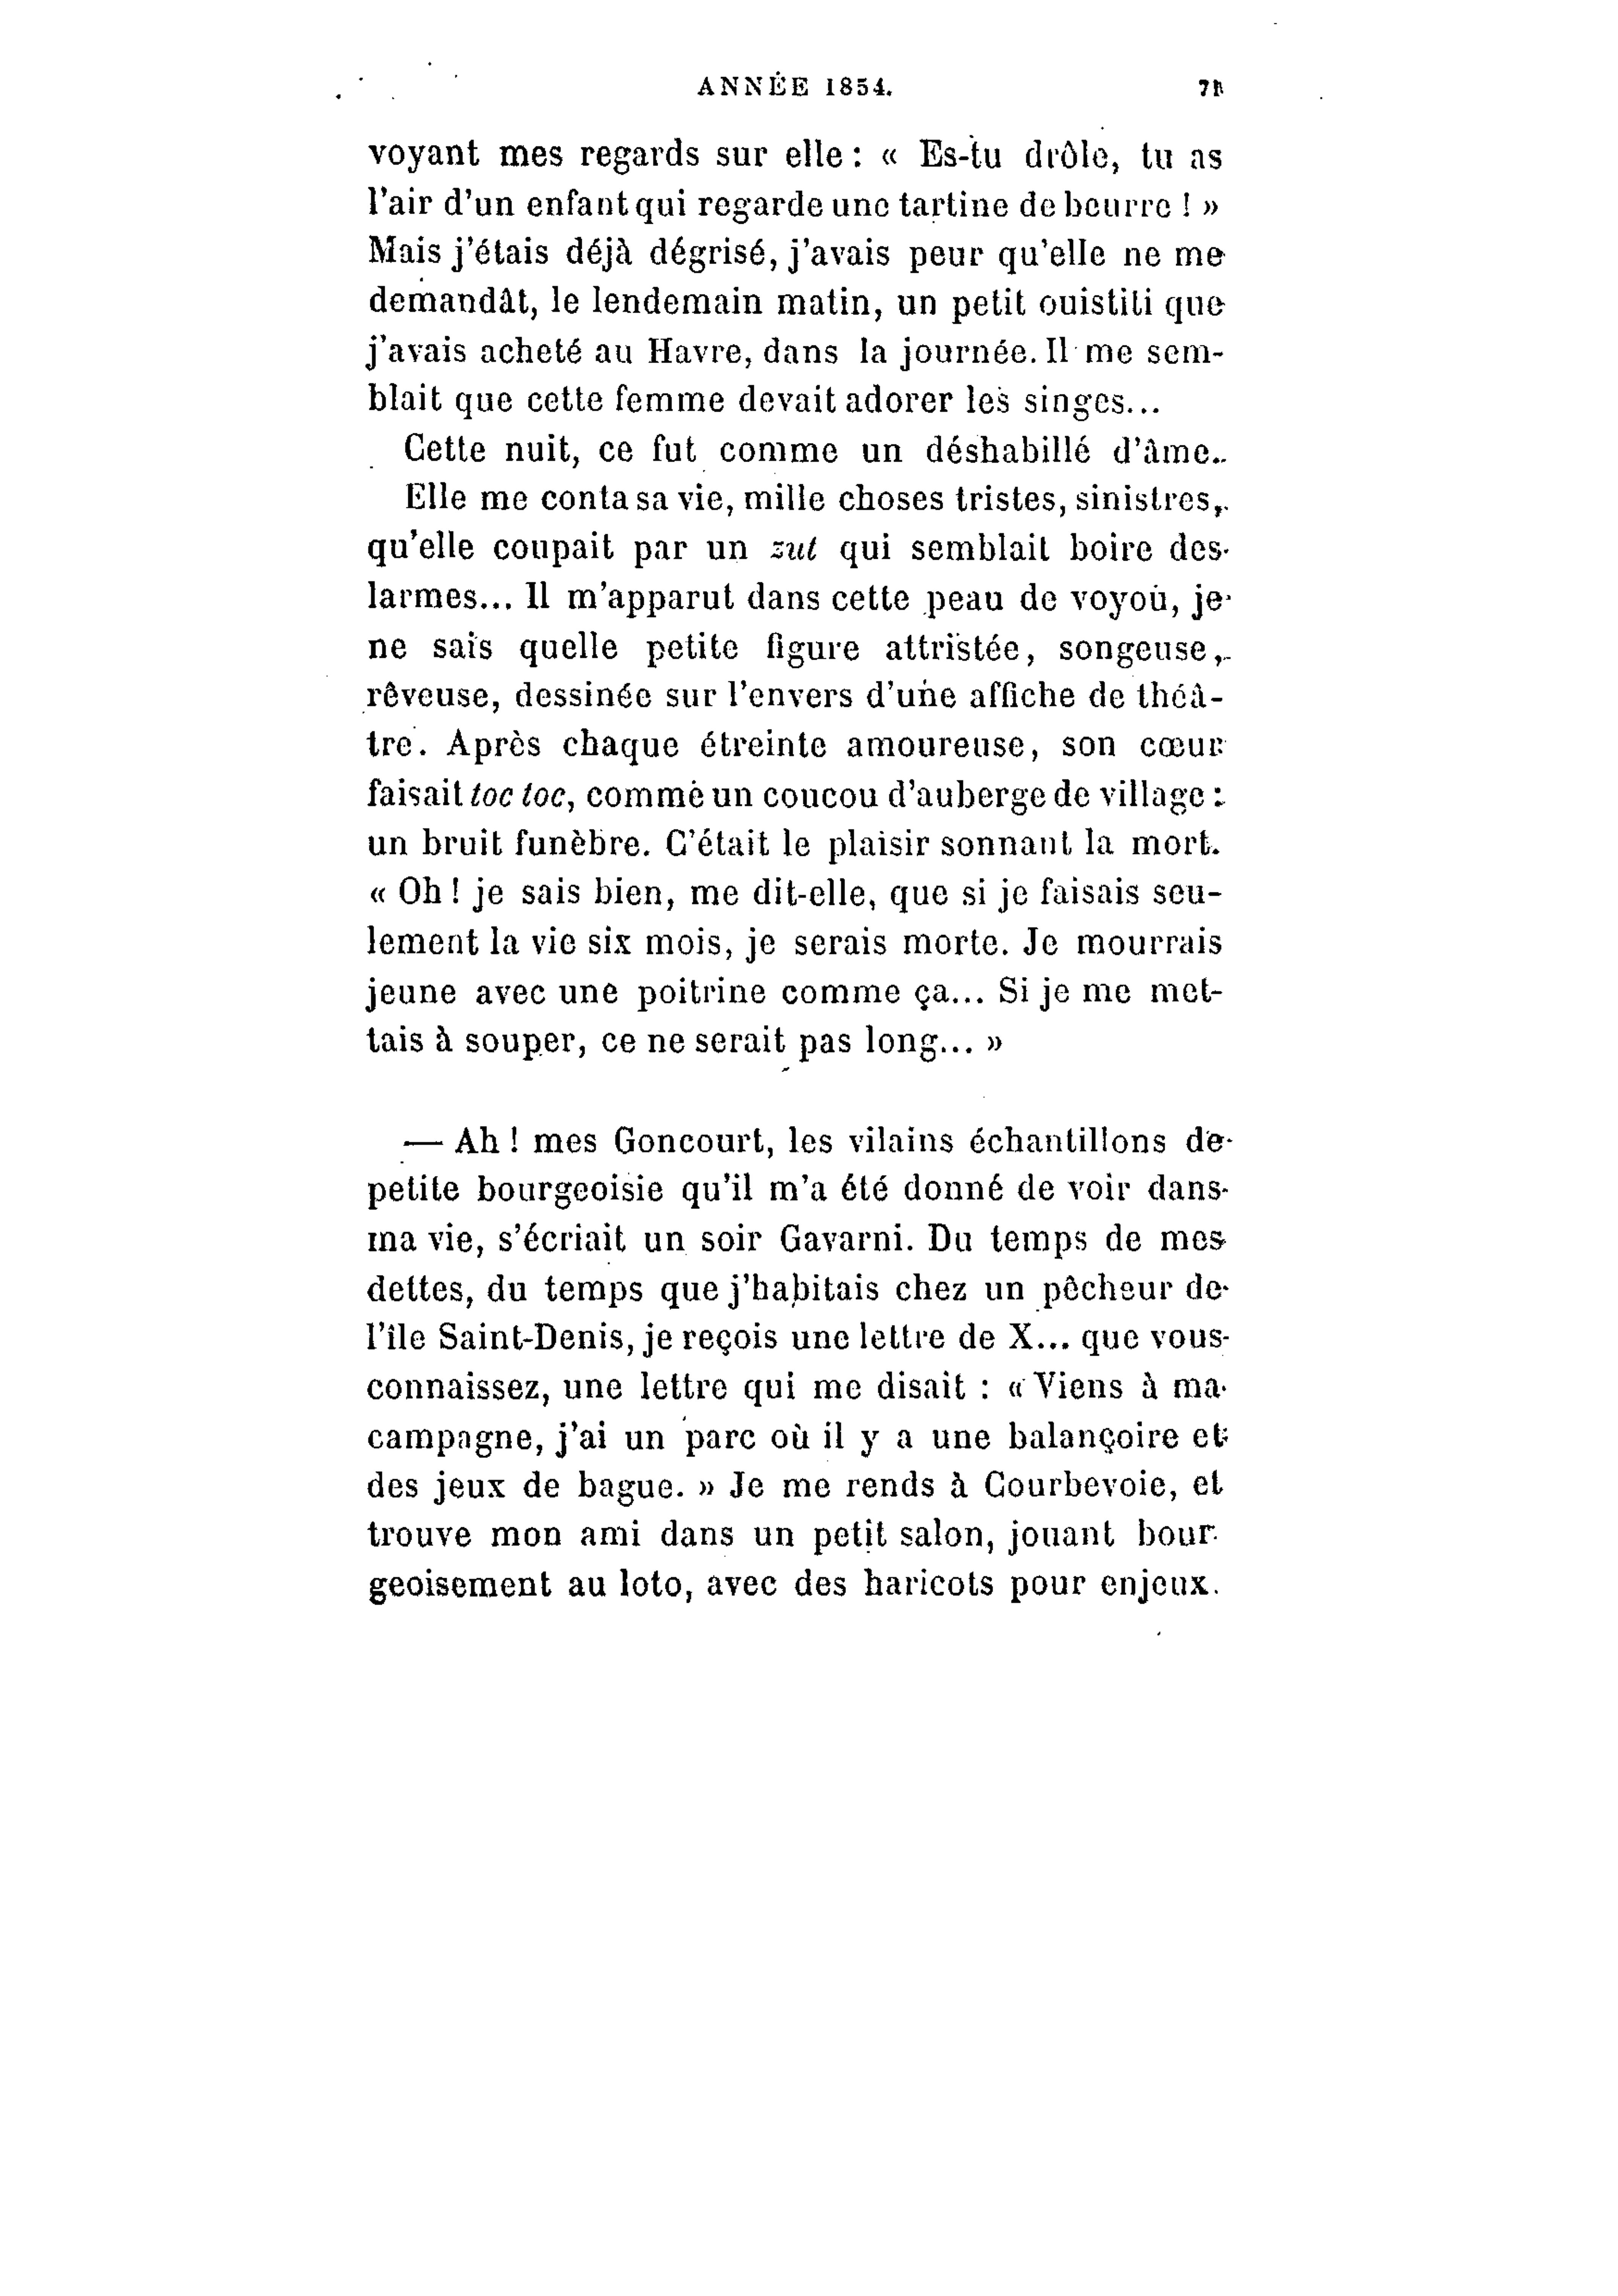 ANNÉE 1854. 71
voyant mes regards sur elle : « Es-tu drôle, tu as
l'air d'un enfant qui regarde une tartine de beurre ! »
Mais j'étais déjà dégrisé, j'avais peur qu'elle ne me
demandât, le lendemain matin, un petit ouistiti que
j'avais acheté au Havre, dans la journée. Il me sem-
blait que cette femme devait adorer les singes...
Cette nuit, ce fut comme un déshabillé d'âme.
Elle me conta sa vie, mille choses tristes, sinistres,
qu'elle coupait par un zut qui semblait boire des
larmes... Il m'apparut dans cette peau de voyou, je
ne sais quelle petite figure attristée, songeuse,
rêveuse, dessinée sur l'envers d'une affiche de théâ-
tre. Après chaque étreinte amoureuse, son cœur
faisait toc toc, comme un coucou d'auberge de village :
un bruit funèbre. C'était le plaisir sonnant la mort.
« Oh ! je sais bien, me dit-elle, que si je faisais seu-
lement la vie six mois, je serais morte. Je mourrais
jeune avec une poitrine comme ça... Si je me met-
tais à souper, ce ne serait pas long... »
— Ah ! mes Goncourt, les vilains échantillons de
petite bourgeoisie qu'il m'a été donné de voir dans
ma vie, s'écriait un soir Gavarni. Du temps de mes
dettes, du temps que j'habitais chez un pêcheur de
l'île Saint-Denis, je reçois une lettre de X... que vous
connaissez, une lettre qui me disait : « Viens à ma
campagne, j'ai un parc où il y a une balançoire et
des jeux de bague. » Je me rends à Courbevoie, et
trouve mon ami dans un petit salon, jouant bour-
geoisement au loto, avec des haricots pour enjeux.